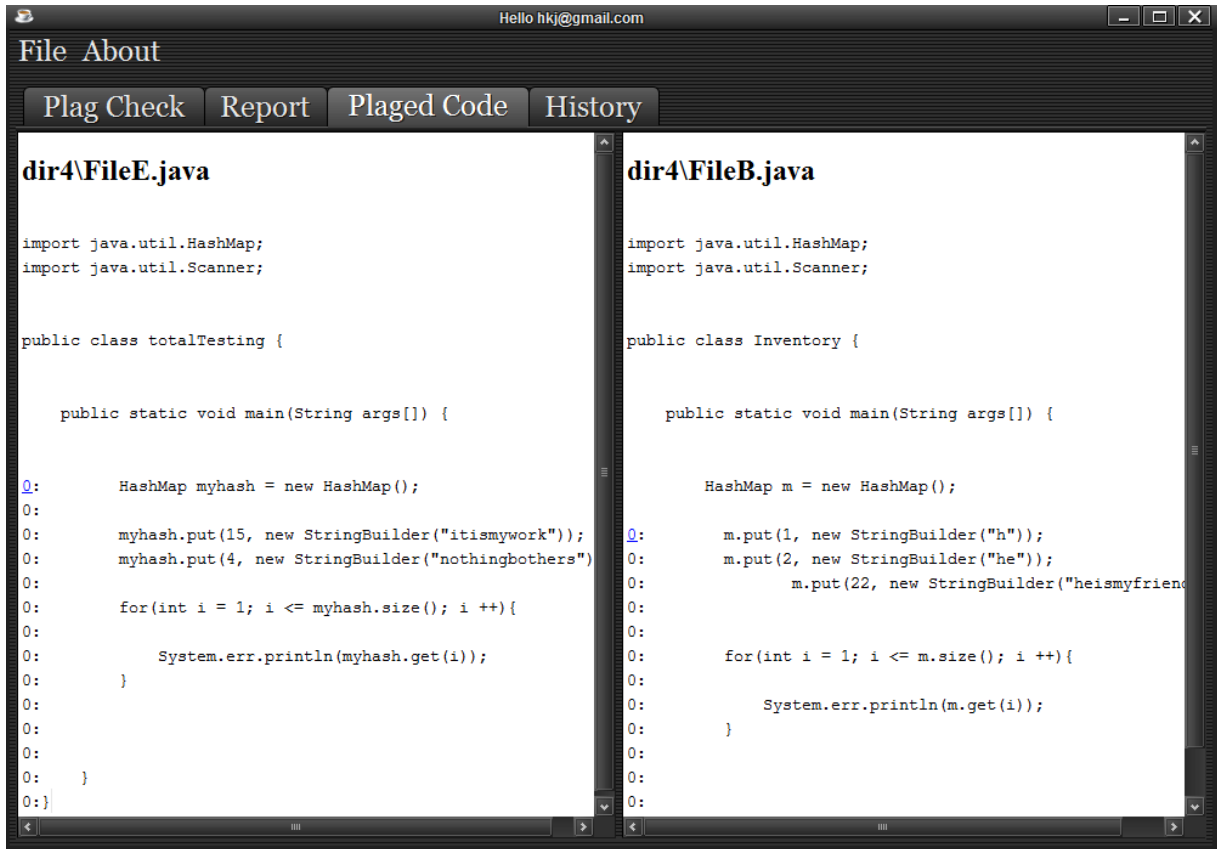 Hello hkj@gmail.com
File About
Plag Check Report Plaged Code History
dir4\FileE.java
import java.util.HashMap;
import java.util.Scanner;
public class totalTesting {
public static void main(String args[]) {
0: HashMap myhash = new HashMap();
0:
0: myhash.put(15, new StringBuilder("itismywork"));
0: myhash.put(4, new StringBuilder("nothingbothers")
0:
0: for(int i = 1; i <= myhash.size(); i ++){
0:
0: System.err.println(myhash.get(i));
0: }
0:
0:
0:
0: }
0:}
dir4\FileB.java
import java.util.HashMap;
import java.util.Scanner;
public class Inventory {
public static void main(String args[]) {
HashMap m = new HashMap();
0: m.put(1, new StringBuilder("h"));
0: m.put(2, new StringBuilder("he"));
0: m.put(22, new StringBuilder("heismyfriend
0:
0:
0: for(int i = 1; i <= m.size(); i ++){
0:
0: System.err.println(m.get(i));
0: }
0:
0:
0: